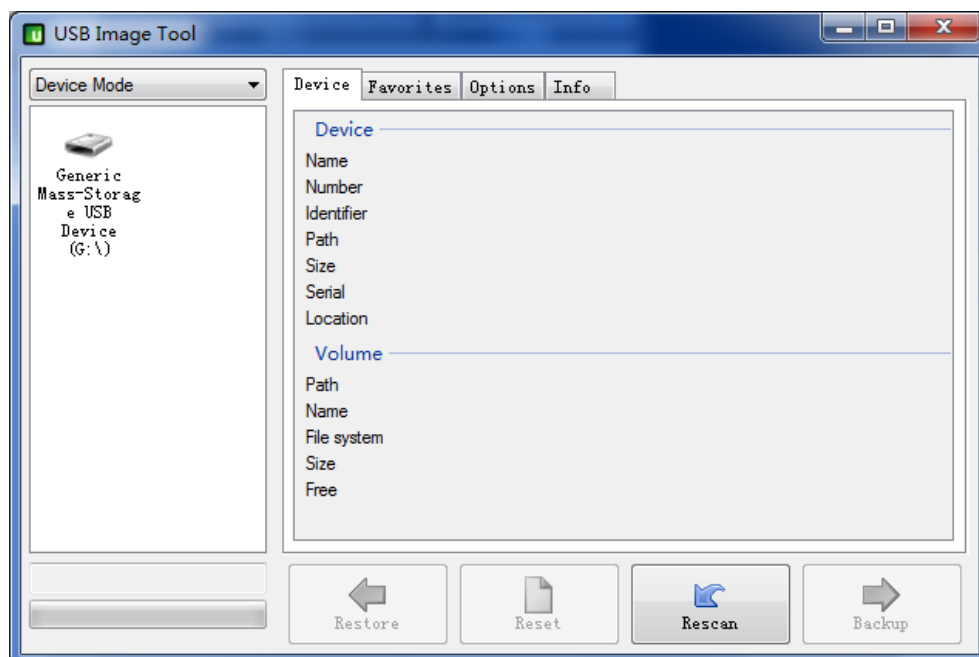 USB Image Tool
Device Mode
Generic
Mass-Storag
e USB
Device
(G:\)
Device Favorites Options Info
Device
Name
Number
Identifier
Path
Size
Serial
Location
Volume
Path
Name
File system
Size
Free
Restore Reset Rescan Backup